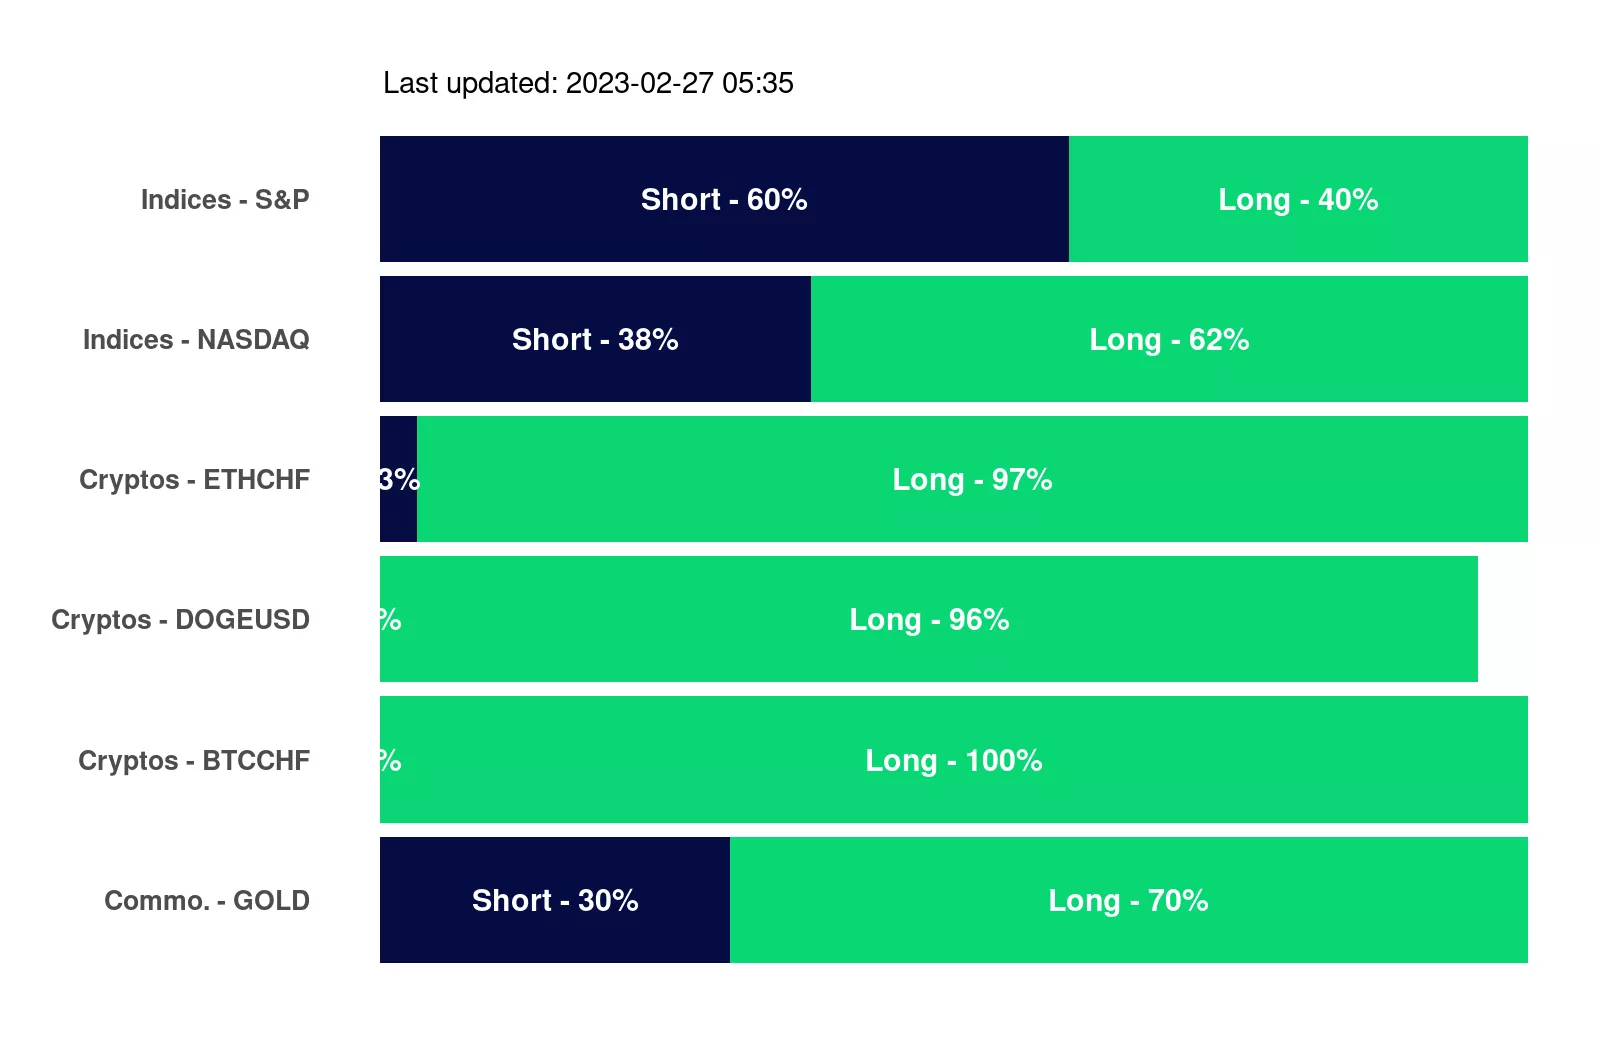 Last updated: 2023-02-27 05:35
Indices - S&P Short - 60% Long - 40%
Indices - NASDAQ Short - 38% Long - 62%
Cryptos - ETHCHF 3% Long - 97%
Cryptos - DOGEUSD % Long - 96%
Cryptos - BTCCHF % Long - 100%
Commo. - GOLD Short - 30% Long - 70%